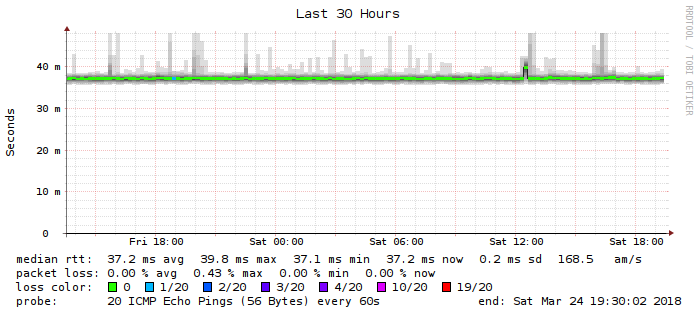 Last 30 Hours
RRDTOOL / TOBI OETIKER
Seconds
40 m
30 m
20 m
10 m
0
Fri 18:00 Sat 00:00 Sat 06:00 Sat 12:00 Sat 18:00
median rtt: 37.2 ms avg 39.8 ms max 37.1 ms min 37.2 ms now 0.2 ms sd 168.5 am/s
packet loss: 0.00 % avg 0.43 % max 0.00 % min 0.00 % now
loss color: 0 1/20 2/20 3/20 4/20 10/20 19/20
probe: 20 ICMP Echo Pings (56 Bytes) every 60s end: Sat Mar 24 19:30:02 2018